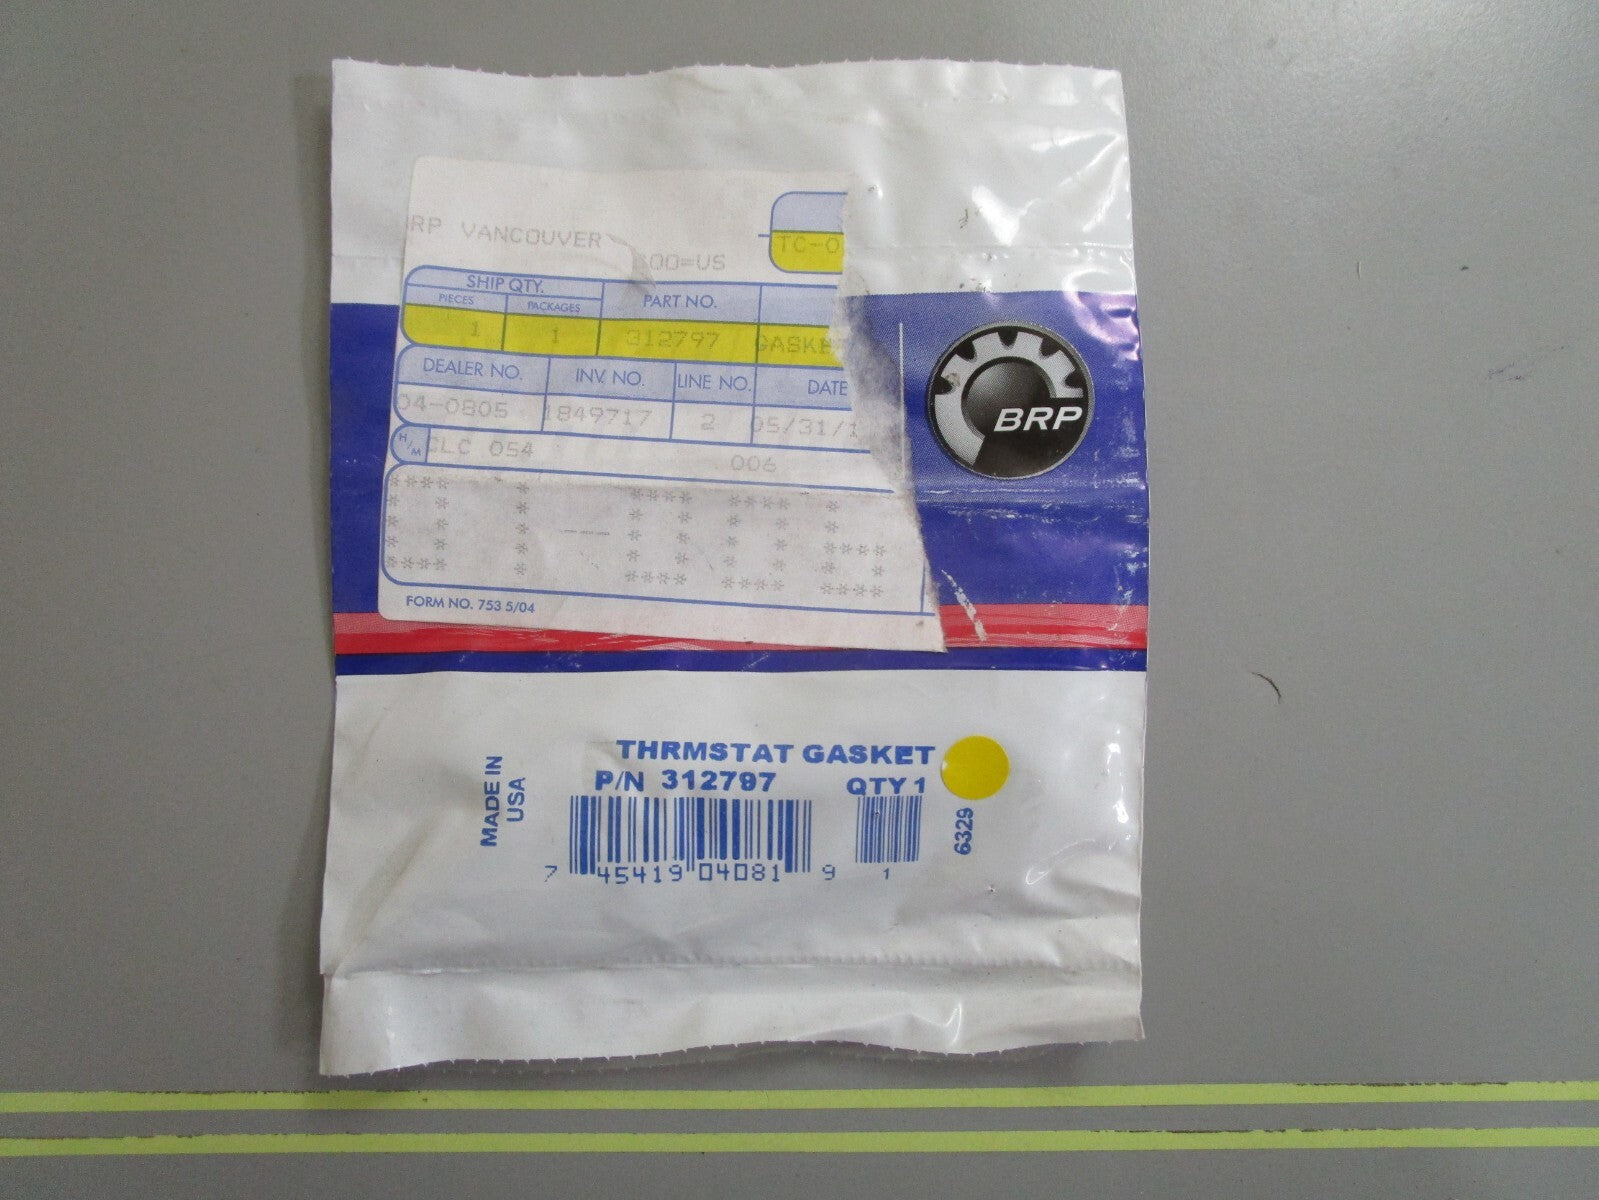 RP VANCOUVER
00=US
TC-0
SHIP QTY.
PIECES PACKAGES PART NO.
1 1 312797 GASKET
DEALER NO. INV. NO. LINE NO. DATE
04-0805 1849717 2 05/31/1
H/M CLC 054 006
FORM NO. 753 5/04
BRP
MADE IN
USA
THRMSTAT GASKET
P/N 312797 QTY 1
6329
7 45419 04081 9 1